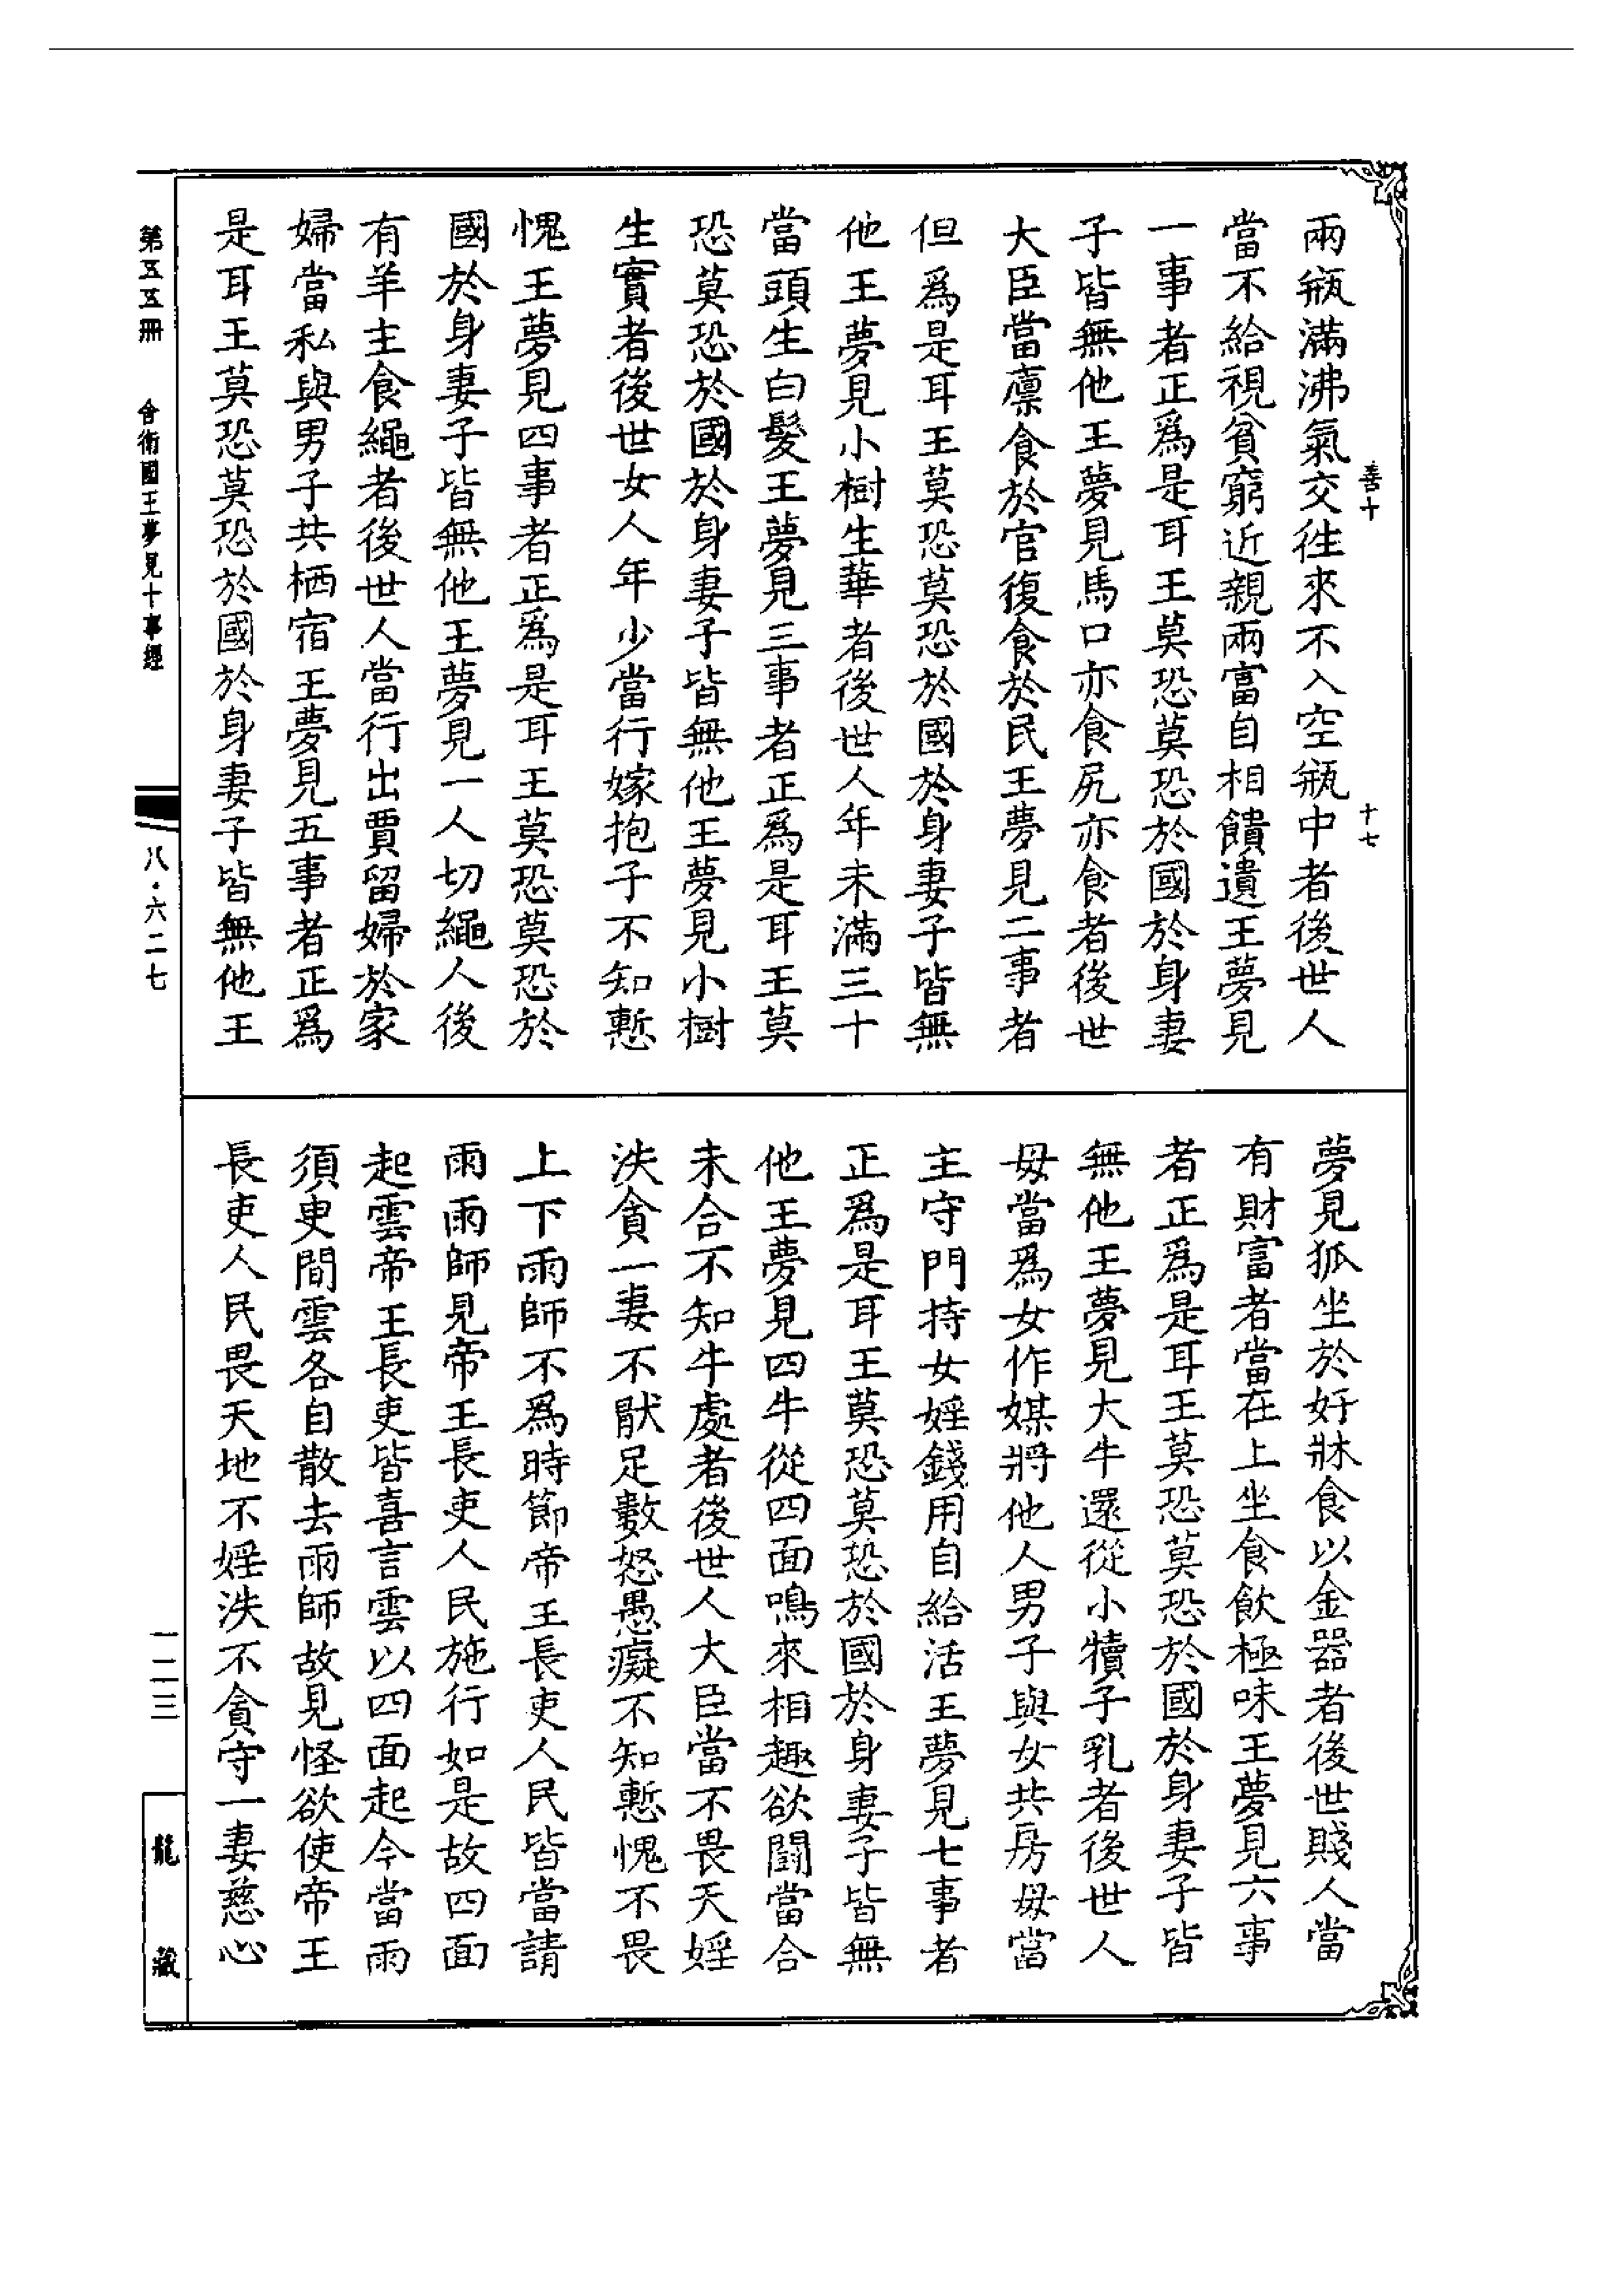 兩瓶滿沸氣交往來不入空瓶中者後世人
當不給視貧窮近親兩富自相饋遺王夢見
一事者正爲是耳王莫恐莫恐於國於身妻
子皆無他王夢見馬口亦食尻亦食者後世
大臣當廪食於官復食於民王夢見二事者
但爲是耳王莫恐莫恐於國於身妻子皆無
他王夢見小樹生華者後世人年未滿三十
當頭生白髮王夢見三事者正爲是耳王莫
恐莫恐於國於身妻子皆無他王夢見小樹
生實者後世女人年少當行嫁抱子不知慙
愧王夢見四事者正爲是耳王莫恐莫恐於
國於身妻子皆無他王夢見一人切繩人後
有羊主食繩者後世人當行出賈留婦於家
婦當私與男子共栖宿王夢見五事者正爲
是耳王莫恐莫恐於國於身妻子皆無他王
夢見狐坐於好牀食以金器者後世賤人當
有財富者當在上坐食飲極味王夢見六事
者正爲是耳王莫恐莫恐於國於身妻子皆
無他王夢見大牛還從小犢子乳者後世人
母當爲女作媒將他人男子與女共房母當
主守門持女婬錢用自給活王夢見七事者
正爲是耳王莫恐莫恐於國於身妻子皆無
他王夢見四牛從四面鳴來相趣欲鬪當合
未合不知牛處者後世人大臣當不畏天婬
泆貪一妻不猒足數怒愚癡不知慙愧不畏
上下雨師不爲時節帝王長吏人民皆當請
雨雨師見帝王長吏人民施行如是故四面
起雲帝王長吏皆喜言雲以四面起今當雨
須臾間雲各自散去雨師故見怪欲使帝王
長吏人民畏天地不婬泆不貪守一妻慈心
善十
十七
第五五冊
舍衛國王夢見十事經
八·六二七
一二三
龍藏